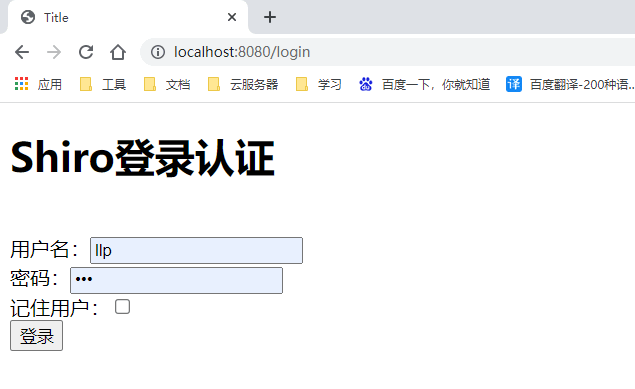 Title
localhost:8080/login
应用 工具 文档 云服务器 学习 百度一下，你就知道 译 百度翻译-200种语...
Shiro登录认证
用户名： llp
密码： •••
记住用户：
登录